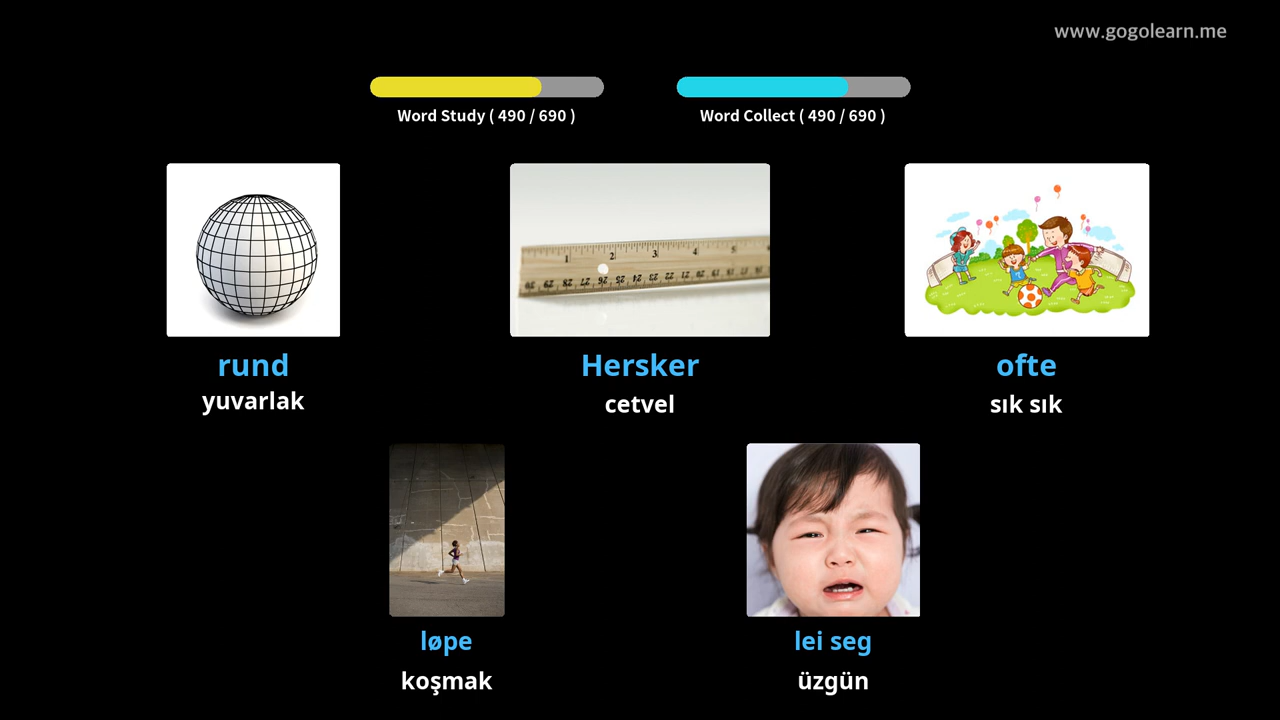 www.gogolearn.me
Word Study ( 490 / 690 )
Word Collect ( 490 / 690 )
rund
yuvarlak
Hersker
cetvel
ofte
sık sık
løpe
koşmak
lei seg
üzgün